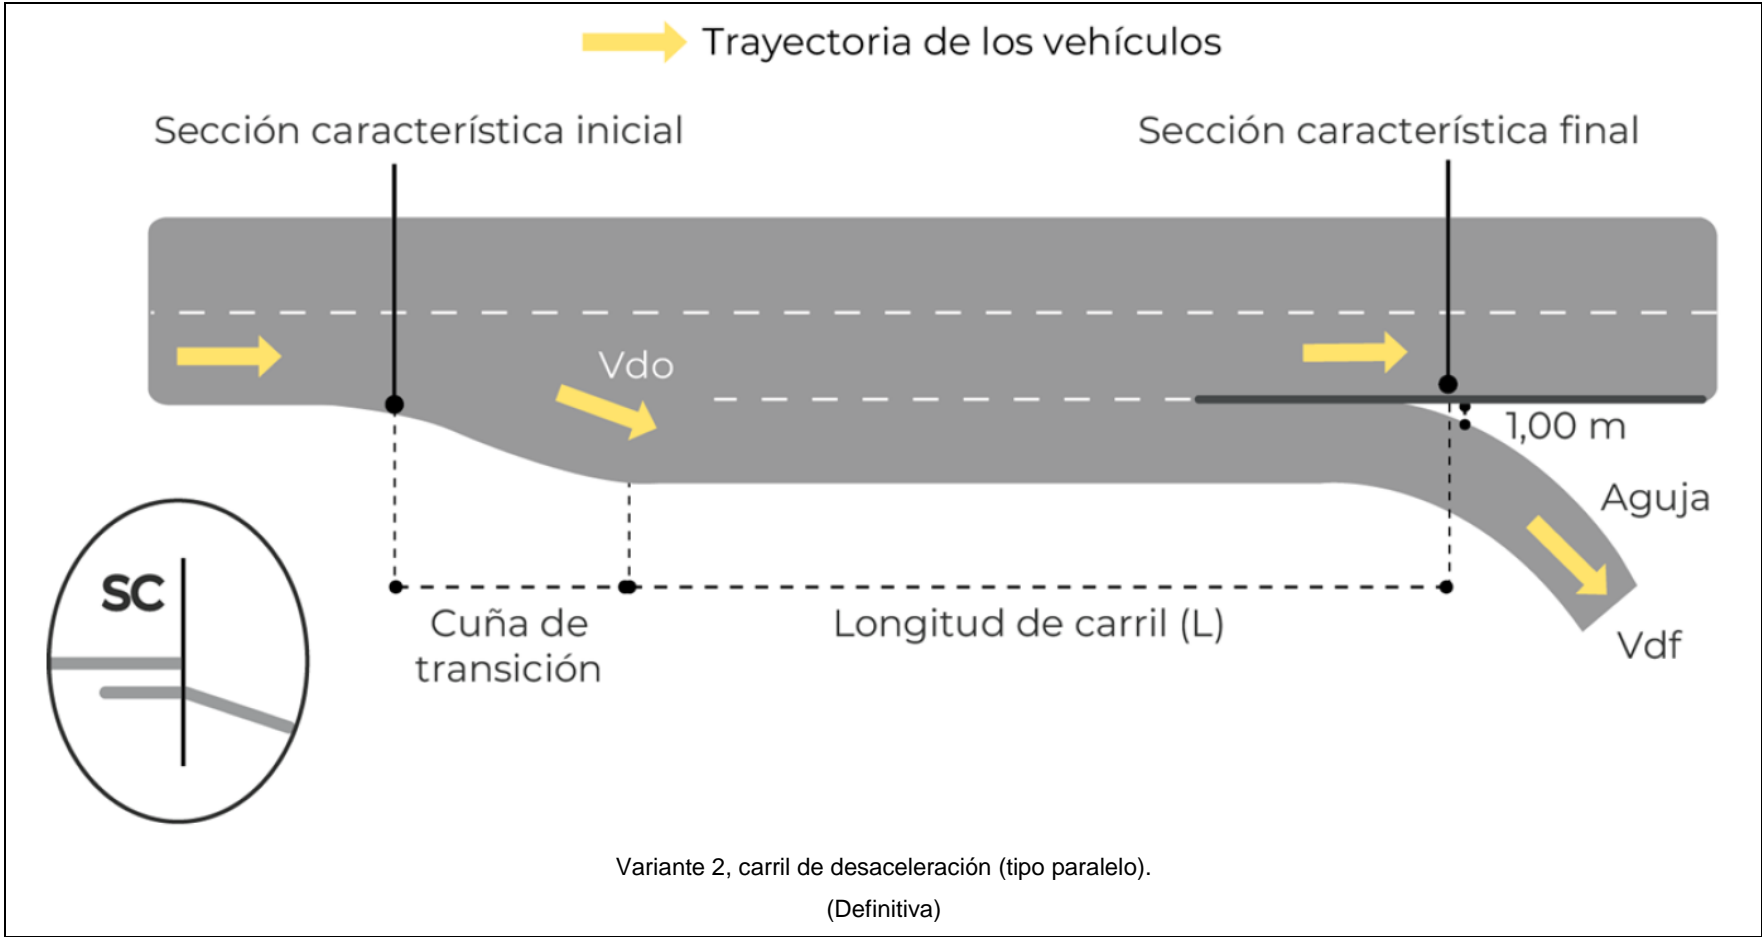 Trayectoria de los vehículos
Sección característica inicial
Sección característica final
Vdo
1,00 m
Aguja
SC
Cuña de
transición
Longitud de carril (L)
Vdf
Variante 2, carril de desaceleración (tipo paralelo).
(Definitiva)